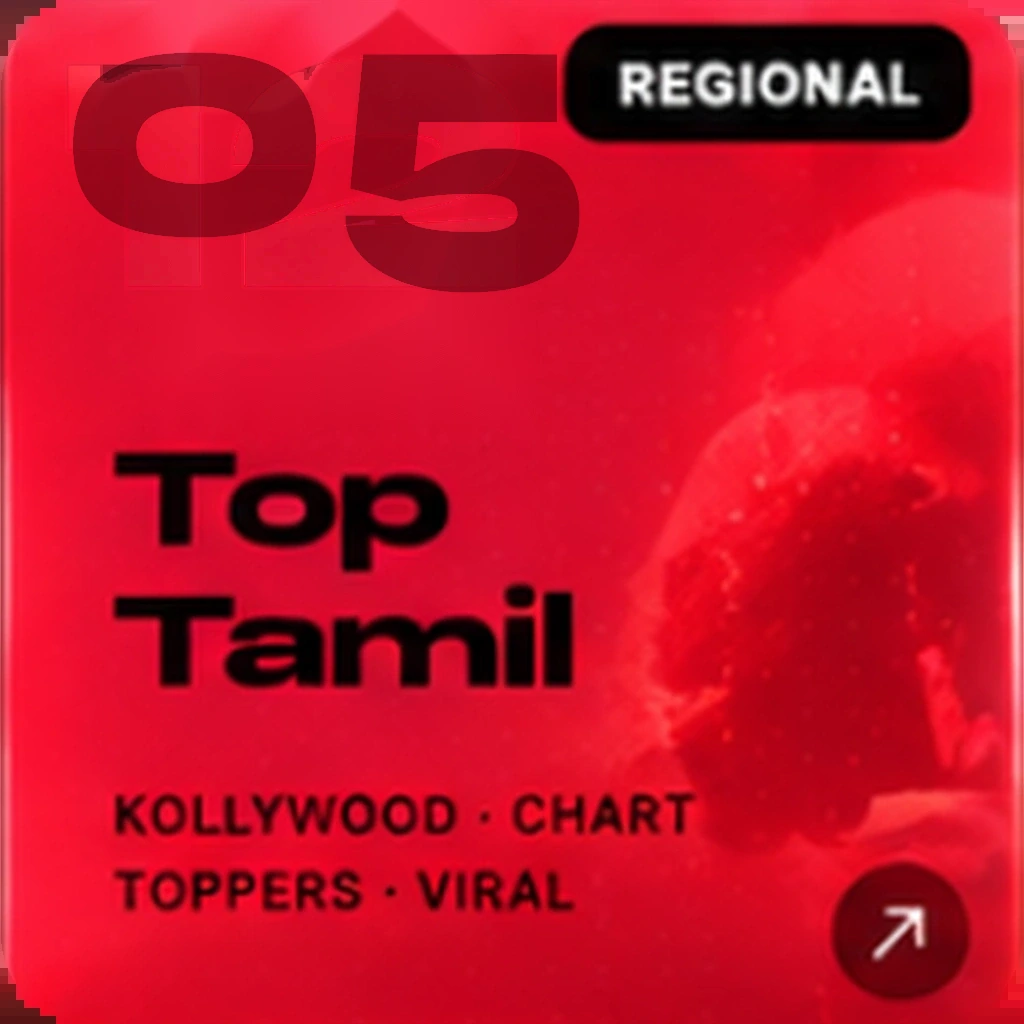 05
REGIONAL
Top
Tamil
KOLLYWOOD · CHART
TOPPERS · VIRAL